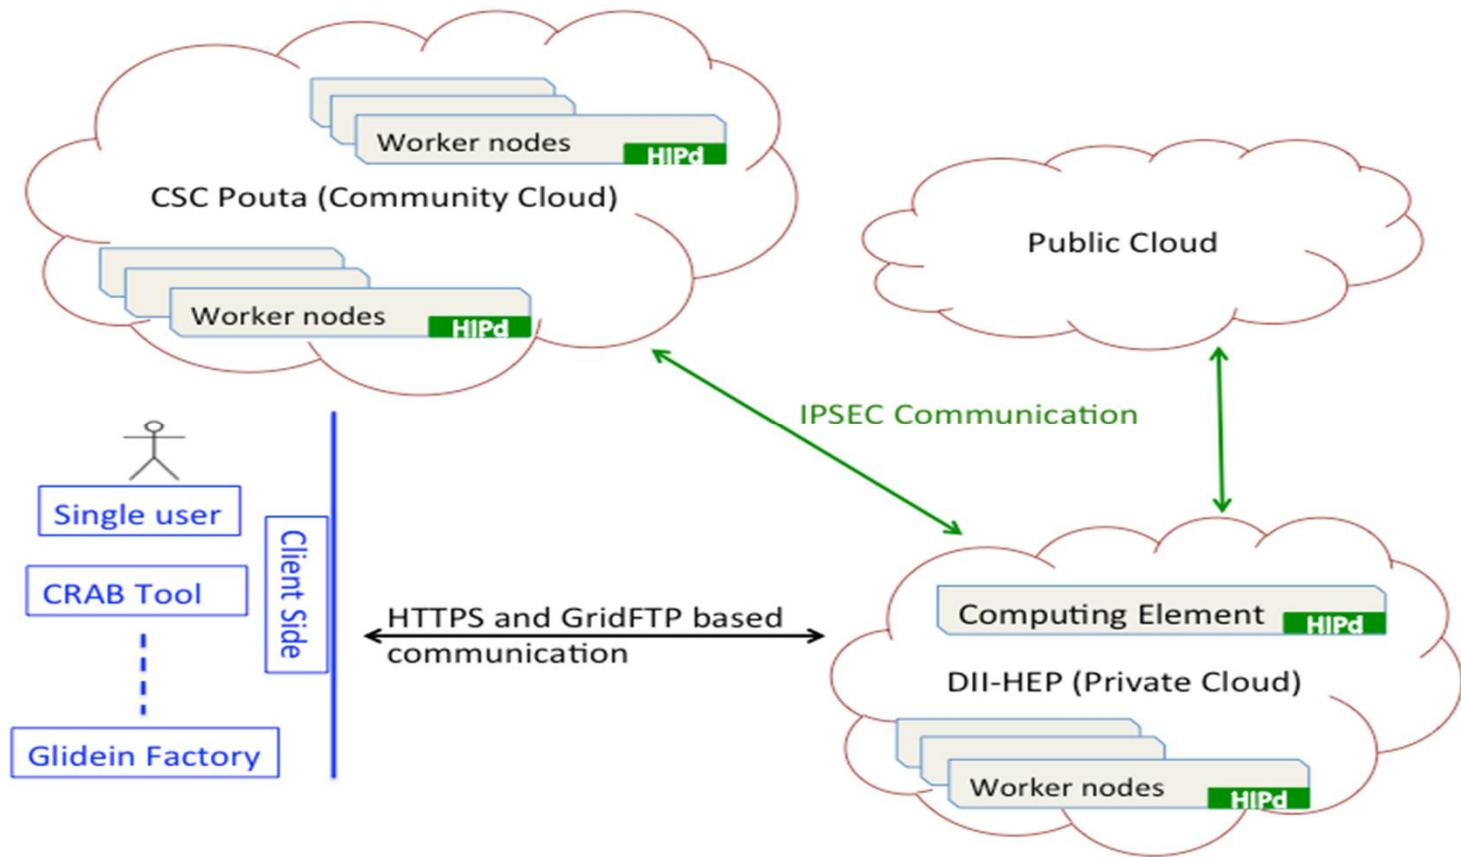 Worker nodes
HIPd
CSC Pouta (Community Cloud)
Worker nodes
HIPd
Public Cloud
IPSEC Communication
Single user
CRAB Tool
Glidein Factory
Client Side
HTTPS and GridFTP based
communication
Computing Element
HIPd
DII-HEP (Private Cloud)
Worker nodes
HIPd